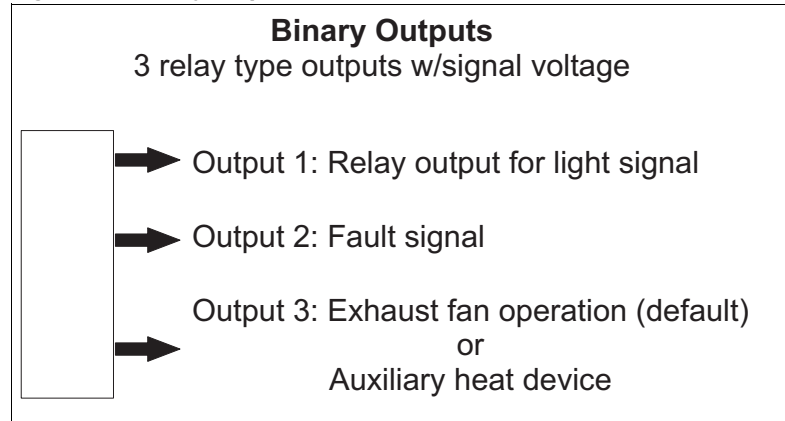 Binary Outputs
3 relay type outputs w/signal voltage
Output 1: Relay output for light signal
Output 2: Fault signal
Output 3: Exhaust fan operation (default)
or
Auxiliary heat device